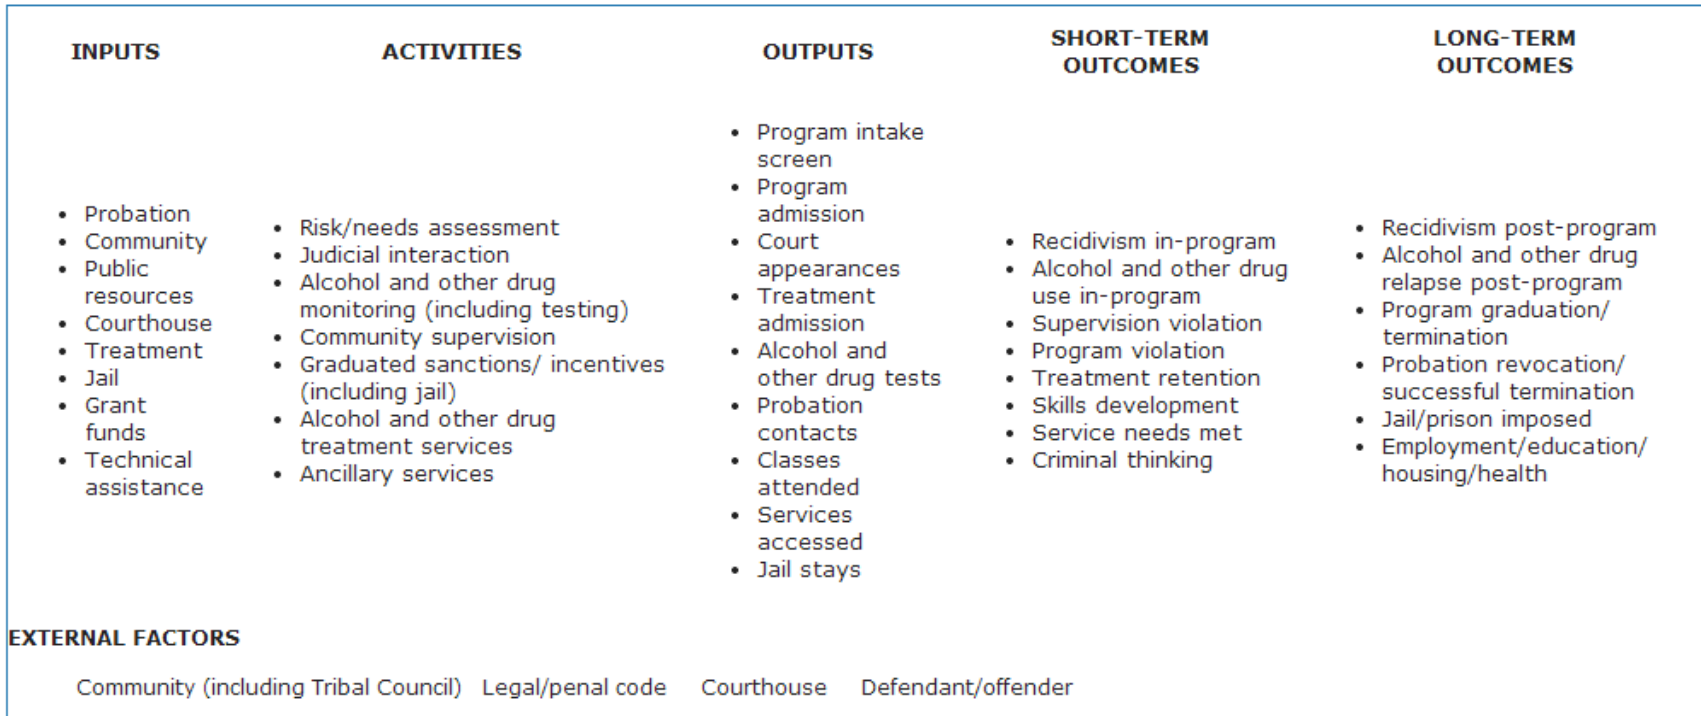 INPUTS
ACTIVITIES
OUTPUTS
SHORT-TERM
OUTCOMES
LONG-TERM
OUTCOMES
• Probation
• Community
• Public
resources
• Courthouse
• Treatment
• Jail
• Grant
funds
• Technical
assistance
• Risk/needs assessment
• Judicial interaction
• Alcohol and other drug
monitoring (including testing)
• Community supervision
• Graduated sanctions/ incentives
(including jail)
• Alcohol and other drug
treatment services
• Ancillary services
• Program intake
screen
• Program
admission
• Court
appearances
• Treatment
admission
• Alcohol and
other drug tests
• Probation
contacts
• Classes
attended
• Services
accessed
• Jail stays
• Recidivism in-program
• Alcohol and other drug
use in-program
• Supervision violation
• Program violation
• Treatment retention
• Skills development
• Service needs met
• Criminal thinking
• Recidivism post-program
• Alcohol and other drug
relapse post-program
• Program graduation/
termination
• Probation revocation/
successful termination
• Jail/prison imposed
• Employment/education/
housing/health
EXTERNAL FACTORS
Community (including Tribal Council) Legal/penal code Courthouse Defendant/offender